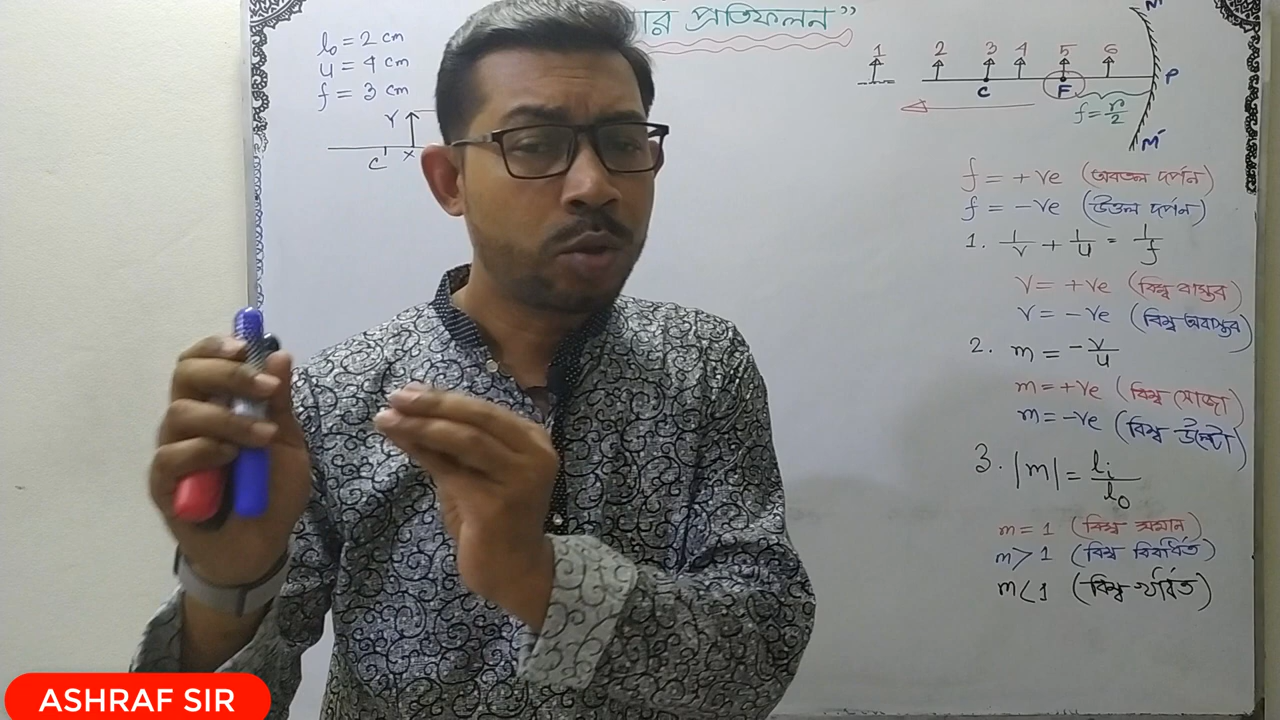 র প্রতিফলন”
l₀ = 2 cm
u = 4 cm
f = 3 cm
Y
C X
1 2 3 4 5 6
M
C F P
f = r/2
M'
f = +ve (অবতল দর্পন)
f = -ve (উত্তল দর্পন)
1. 1/v + 1/u = 1/f
v = +ve (বিম্ব বাস্তব)
v = -ve (বিম্ব অবাস্তব)
2. m = -v/u
m = +ve (বিম্ব সোজা)
m = -ve (বিম্ব উল্টো)
3. |m| = lᵢ/l₀
m = 1 (বিম্ব সমান)
m > 1 (বিম্ব বিবর্ধিত)
m < 1 (বিম্ব খর্বিত)
ASHRAF SIR